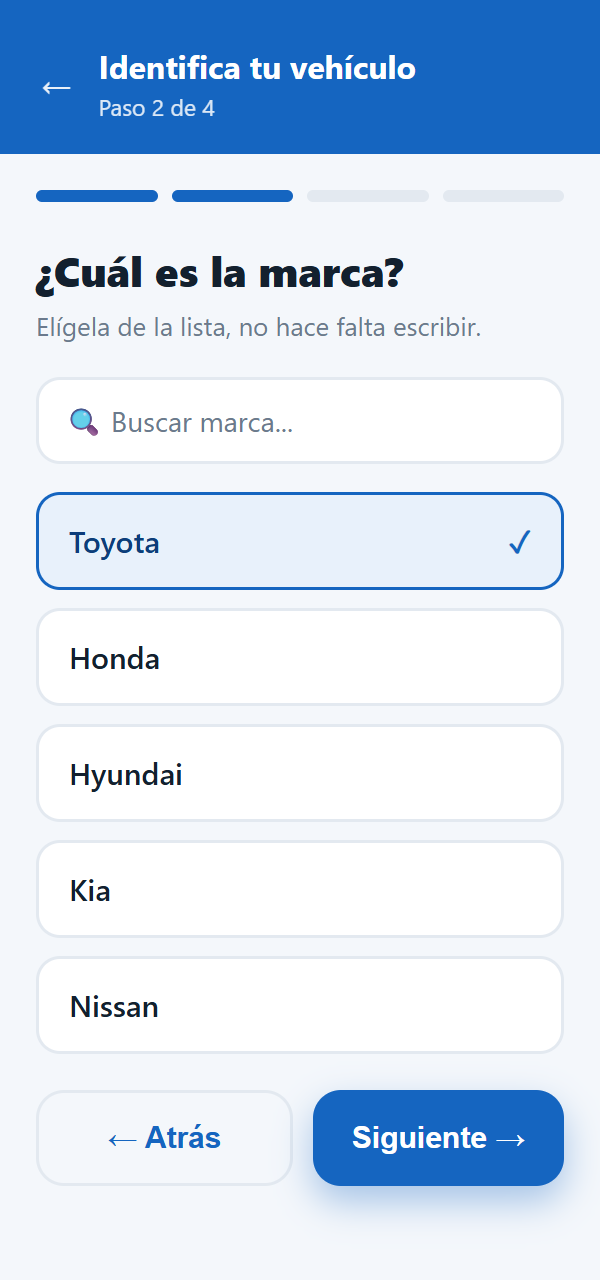 ← Identifica tu vehículo
Paso 2 de 4
¿Cuál es la marca?
Elígela de la lista, no hace falta escribir.
🔍 Buscar marca...
Toyota ✓
Honda
Hyundai
Kia
Nissan
← Atrás
Siguiente →